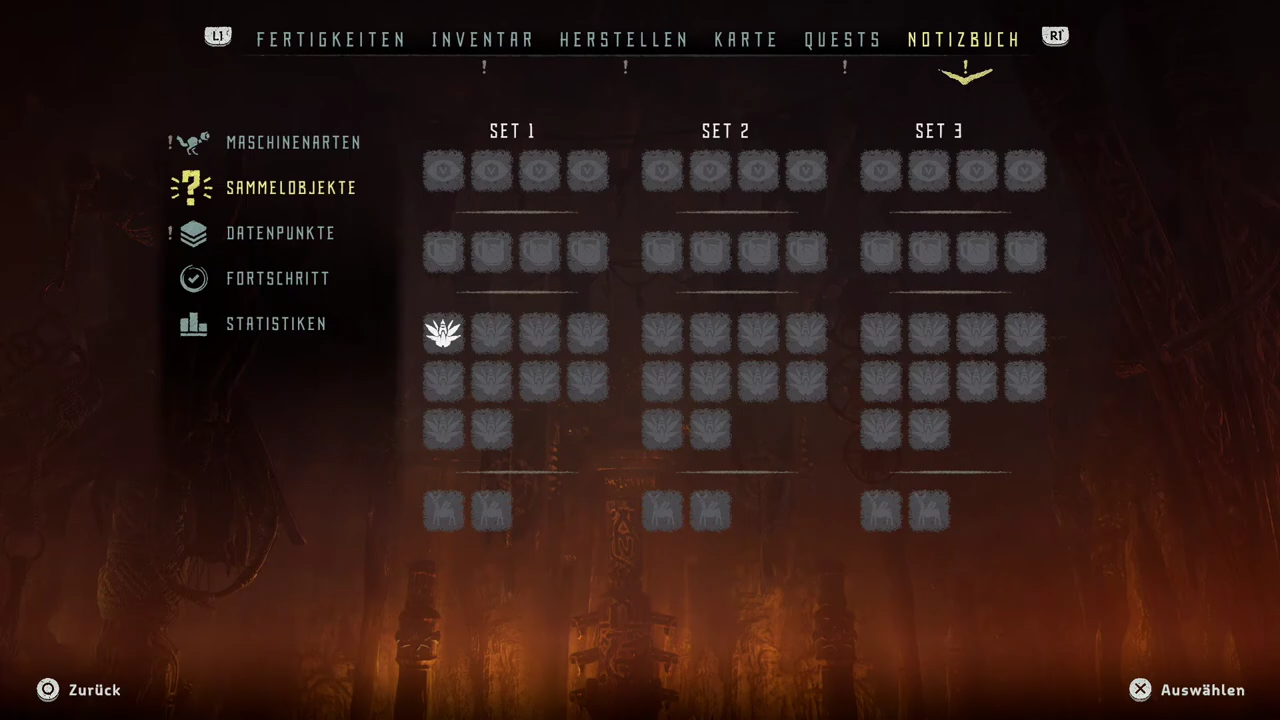 L1 FERTIGKEITEN INVENTAR HERSTELLEN KARTE QUESTS NOTIZBUCH R1
! ! ! !
SET 1 SET 2 SET 3
! MASCHINENARTEN
? SAMMELOBJEKTE
! DATENPUNKTE
FORTSCHRITT
STATISTIKEN
Zurück Auswählen